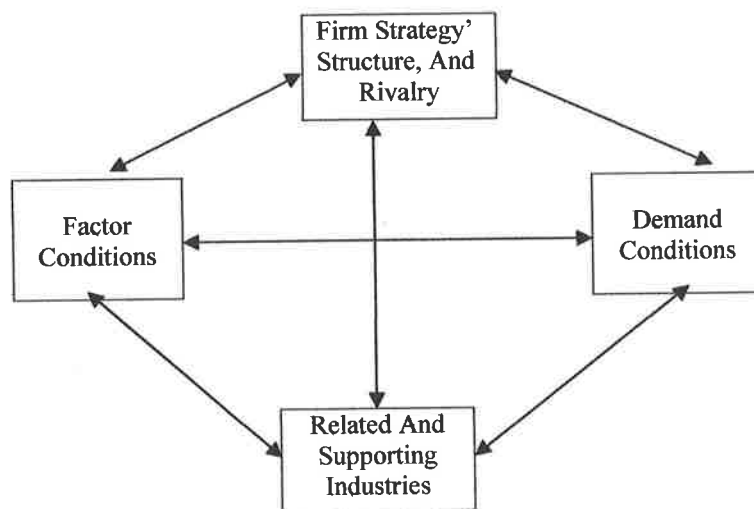 Firm Strategy’
Structure, And
Rivalry
Factor
Conditions
Demand
Conditions
Related And
Supporting
Industries